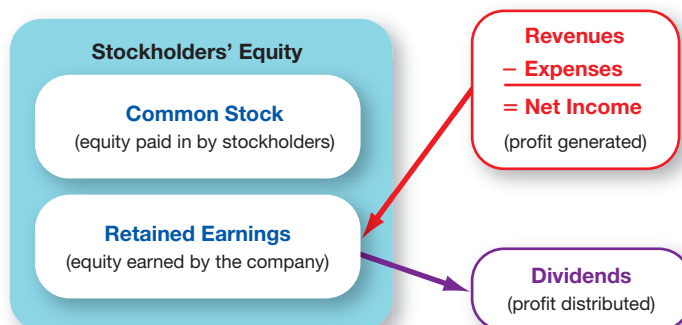 Stockholders’ Equity
Common Stock
(equity paid in by stockholders)
Retained Earnings
(equity earned by the company)
Revenues
– Expenses
= Net Income
(profit generated)
Dividends
(profit distributed)